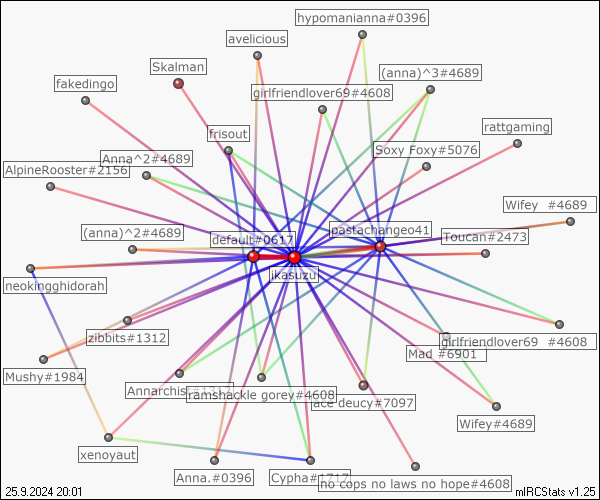 hypomanianna#0396
avelicious
Skalman
(anna)^3#4689
fakedingo
girlfriendlover69#4608
rattgaming
frisout
Soxy Foxy#5076
Anna^2#4689
AlpineRooster#2156
Wifey #4689
pastachangeo41
(anna)^2#4689
default#0617
Toucan#2473
likasuzu
neokingghidorah
zibbits#1312
girlfriendlover69 #4608
Mad #6901
Mushy#1984
ramshackle gorey#4608
ace deucy#7097
Wifey#4689
xenoyaut
Anna.#0396
Cypha#1717
no cops no laws no hope#4608
25.9.2024 20:01
mIRCStats v1.25